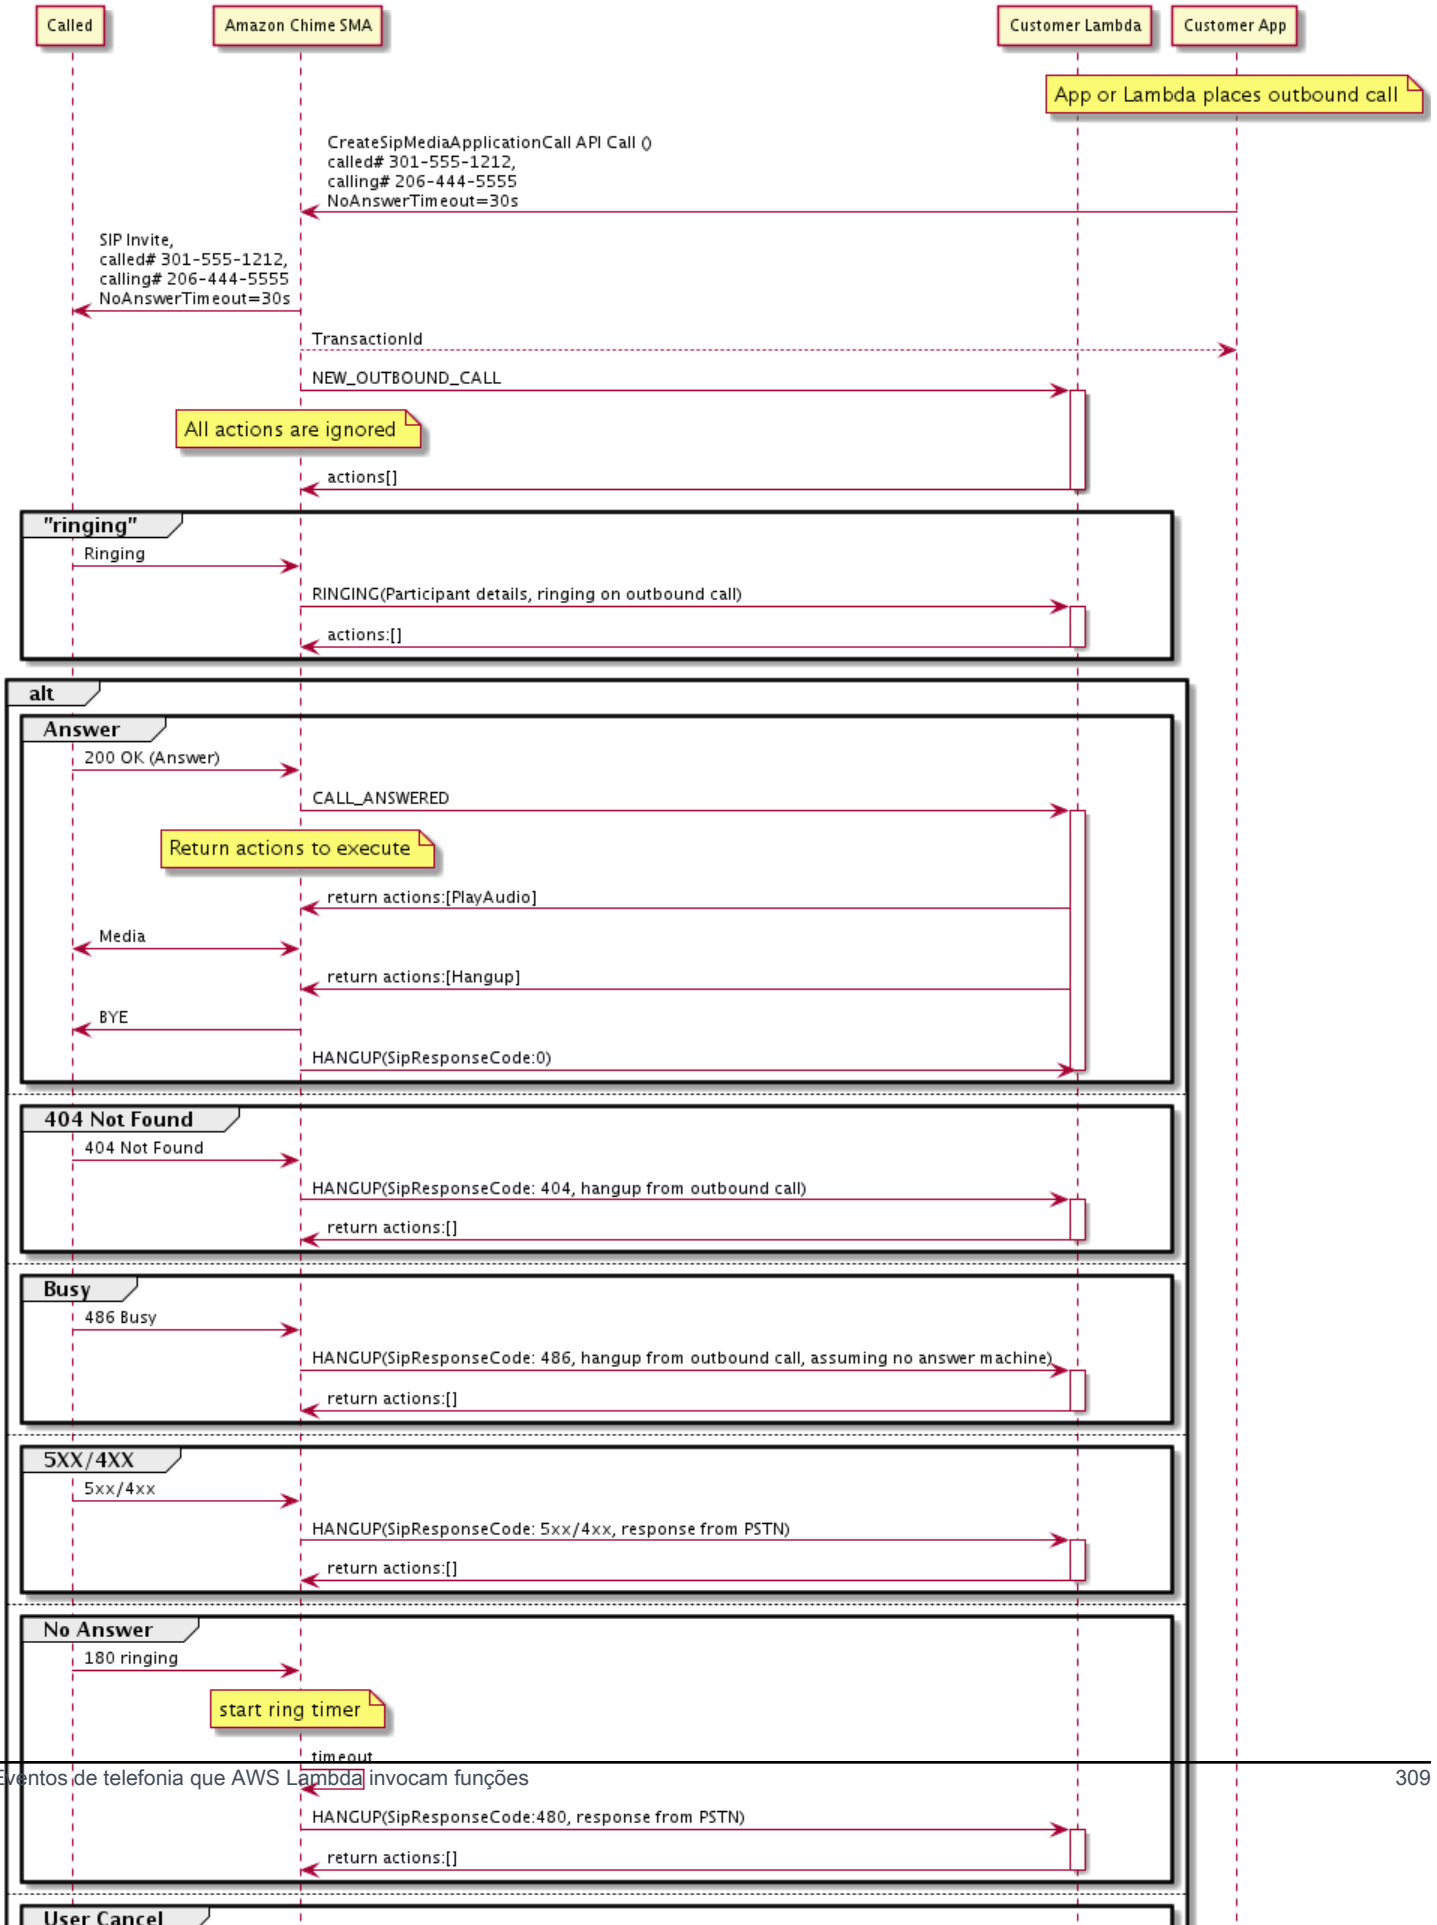 Called
Amazon Chime SMA
Customer Lambda
Customer App
App or Lambda places outbound call
CreateSipMediaApplicationCall API Call ()
called# 301-555-1212,
calling# 206-444-5555
NoAnswerTimeout=30s
SIP Invite,
called# 301-555-1212,
calling# 206-444-5555
NoAnswerTimeout=30s
TransactionId
NEW_OUTBOUND_CALL
All actions are ignored
actions[]
"ringing"
Ringing
RINGING(Participant details, ringing on outbound call)
actions:[]
alt
Answer
200 OK (Answer)
CALL_ANSWERED
Return actions to execute
return actions:[PlayAudio]
Media
return actions:[Hangup]
BYE
HANGUP(SipResponseCode:0)
404 Not Found
404 Not Found
HANGUP(SipResponseCode: 404, hangup from outbound call)
return actions:[]
Busy
486 Busy
HANGUP(SipResponseCode: 486, hangup from outbound call, assuming no answer machine)
return actions:[]
5XX/4XX
5xx/4xx
HANGUP(SipResponseCode: 5xx/4xx, response from PSTN)
return actions:[]
No Answer
180 ringing
start ring timer
timeout
Eventos de telefonia que AWS Lambda invocam funções
309
HANGUP(SipResponseCode:480, response from PSTN)
return actions:[]
User Cancel